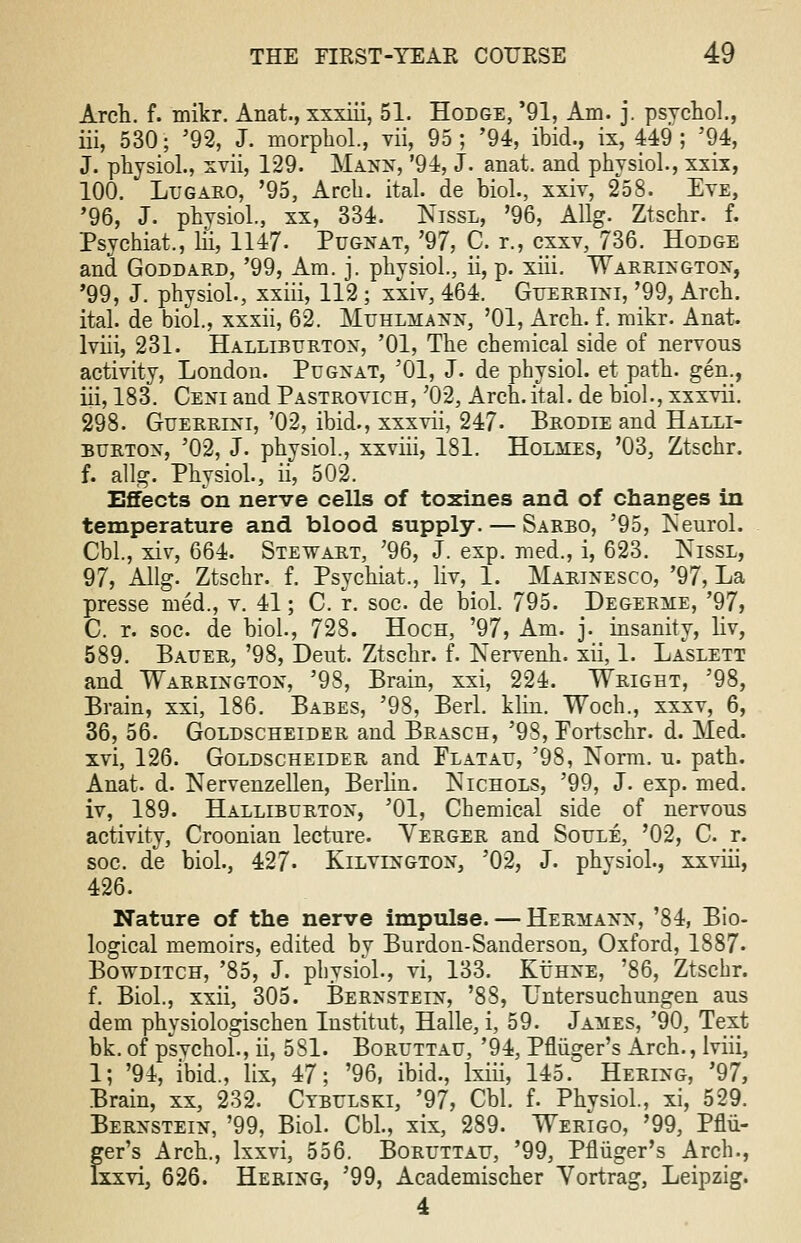 THE FIRST-YEAR COURSE 49
Arch. f. mikr. Anat., xxxiii, 51. HODGE, '91, Am. j. psychol.,
iii, 530; '92, J. morphol., vii, 95; '94, ibid., ix, 449; '94,
J. physiol., xvii, 129. MANN, '94, J. anat. and physiol., xxix,
100. LUGARO, '95, Arch. ital. de biol., xxiv, 258. EVE,
'96, J. physiol., xx, 334. NISSL, '96, Allg. Ztschr. f.
Psychiat., lii, 1147. PUGNAT, '97, C. r., cxxv, 736. HODGE
and GODDARD, '99, Am. j. physiol., ii, p. xiii. WARRINGTON,
'99, J. physiol., xxiii, 112; xxiv, 464. GUERRINI, '99, Arch.
ital. de biol., xxxii, 62. MUHLMANN, '01, Arch. f. mikr. Anat.
lviii, 231. HALLIBURTON, '01, The chemical side of nervous
activity, London. PUGNAT, '01, J. de physiol. et path. gén.,
iii, 183. CENI and PASTROVICH, '02, Arch. ital. de biol., xxxvii.
298. GUERRINI, '02, ibid., xxxvii, 247. BRODIE and HALLI-
BURTON, '02, J. physiol., xxviii, 181. HOLMES, '03, Ztschr.
f. allg. Physiol., ii, 502.
Effects on nerve cells of toxines and of changes in
temperature and blood supply. — SARBO, '95, Neurol.
Cbl., xiv, 664. STEWART, '96, J. exp. med., i, 623. NISSL,
97, Allg. Ztschr. f. Psychiat., liv, 1. MARINESCO, '97, La
presse méd., v. 41; C. r. soc. de biol. 795. DEGERME, '97,
C. r. soc. de biol., 728. HOCH, '97, Am. j. insanity, liv,
589. BAUER, '98, Deut. Ztschr. f. Nervenh. xii, 1. LASLETT
and WARRINGTON, '98, Brain, xxi, 224. WRIGHT, '98,
Brain, xxi, 186. BABES, '98, Berl. klin. Woch., xxxv, 6,
36, 56. GOLDSCHEIDER and BRASCH, '98, Fortschr. d. Med.
xvi, 126. GOLDSCHEIDER and FLATAU, '98, Norm. u. path.
Anat. d. Nervenzellen, Berlin. NICHOLS, '99, J. exp. med.
iv, 189. HALLIBURTON, '01, Chemical side of nervous
activity, Croonian lecture. VERGER and SOULÉ, '02, C. r.
soc. de biol., 427. KILVINGTON, '02, J. physiol., xxviii,
426.
Nature of the nerve impulse. — HERMANN, '84, Bio-
logical memoirs, edited by Burdon-Sanderson, Oxford, 1887.
BOWDITCH, '85, J. physiol., vi, 133. KÜHNE, '86, Ztschr.
f. Biol., xxii, 305. BERNSTEIN, '88, Untersuchungen aus
dem physiologischen Institut, Halle, i, 59. JAMES, '90, Text
bk. of psychol., ii, 581. BORUTTAU, '94, Pflüger's Arch., lviii,
1; '94, ibid., lix, 47; '96, ibid., lxiii, 145. HERING, '97,
Brain, xx, 232. CYBULSKI, '97, Cbl. f. Physiol., xi, 529.
BERNSTEIN, '99, Biol. Cbl., xix, 289. WERIGO, '99, Pflü-
ger's Arch., lxxvi, 556. BORUTTAU, '99, Pflüger's Arch.,
lxxvi, 626. HERING, '99, Academischer Vortrag, Leipzig.
4